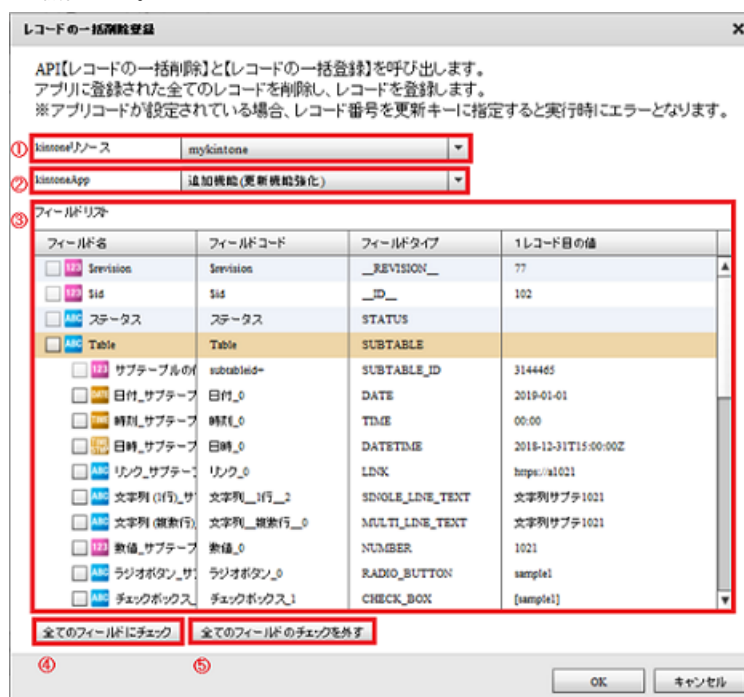 レコードの一括削除登録
×
API【レコードの一括削除】と【レコードの一括登録】を呼び出します。
アプリに登録された全てのレコードを削除し、レコードを登録します。
※アプリコードが設定されている場合、レコード番号を更新キーに指定すると実行時にエラーとなります。
① kintoneリソース mykintone
② kintoneApp 追加機能(更新機能強化)
③ フィールドリスト
フィールド名 フィールドコード フィールドタイプ 1レコード目の値
123 $revision $revision __REVISION__ 77
123 $id $id __ID__ 102
ABC ステータス ステータス STATUS
ABC Table Table SUBTABLE
123 サブテーブルの subtableid= SUBTABLE_ID 3144465
DATE 日付_サブテーブ 日付_0 DATE 2019-01-01
時刻_サブテーブ 時刻_0 TIME 00:00
日時_サブテーブ 日時_0 DATETIME 2018-12-31T15:00:00Z
ABC リンク_サブテー リンク_0 LINK https://a1021
ABC 文字列 (1行)_サ 文字列__1行__2 SINGLE_LINE_TEXT 文字列サブテ1021
ABC 文字列 (複数行) 文字列__複数行__0 MULTI_LINE_TEXT 文字列サブテ1021
123 数値_サブテーブ 数値_0 NUMBER 1021
ABC ラジオボタン_サ ラジオボタン_0 RADIO_BUTTON sample1
ABC チェックボックス_ チェックボックス_1 CHECK_BOX [sample1]
全てのフィールドにチェック 全てのフィールドのチェックを外す
④ ⑤
OK キャンセル